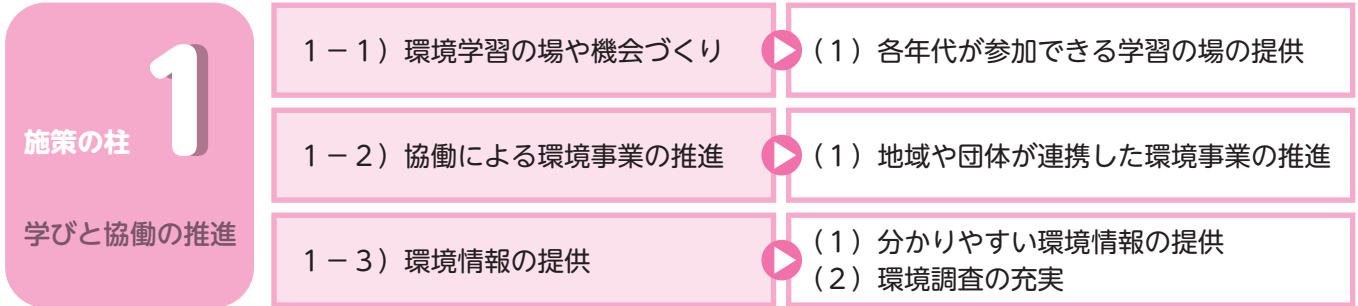 施策の柱
1
学びと協働の推進
1－1）環境学習の場や機会づくり
（1）各年代が参加できる学習の場の提供
1－2）協働による環境事業の推進
（1）地域や団体が連携した環境事業の推進
1－3）環境情報の提供
（1）分かりやすい環境情報の提供
（2）環境調査の充実